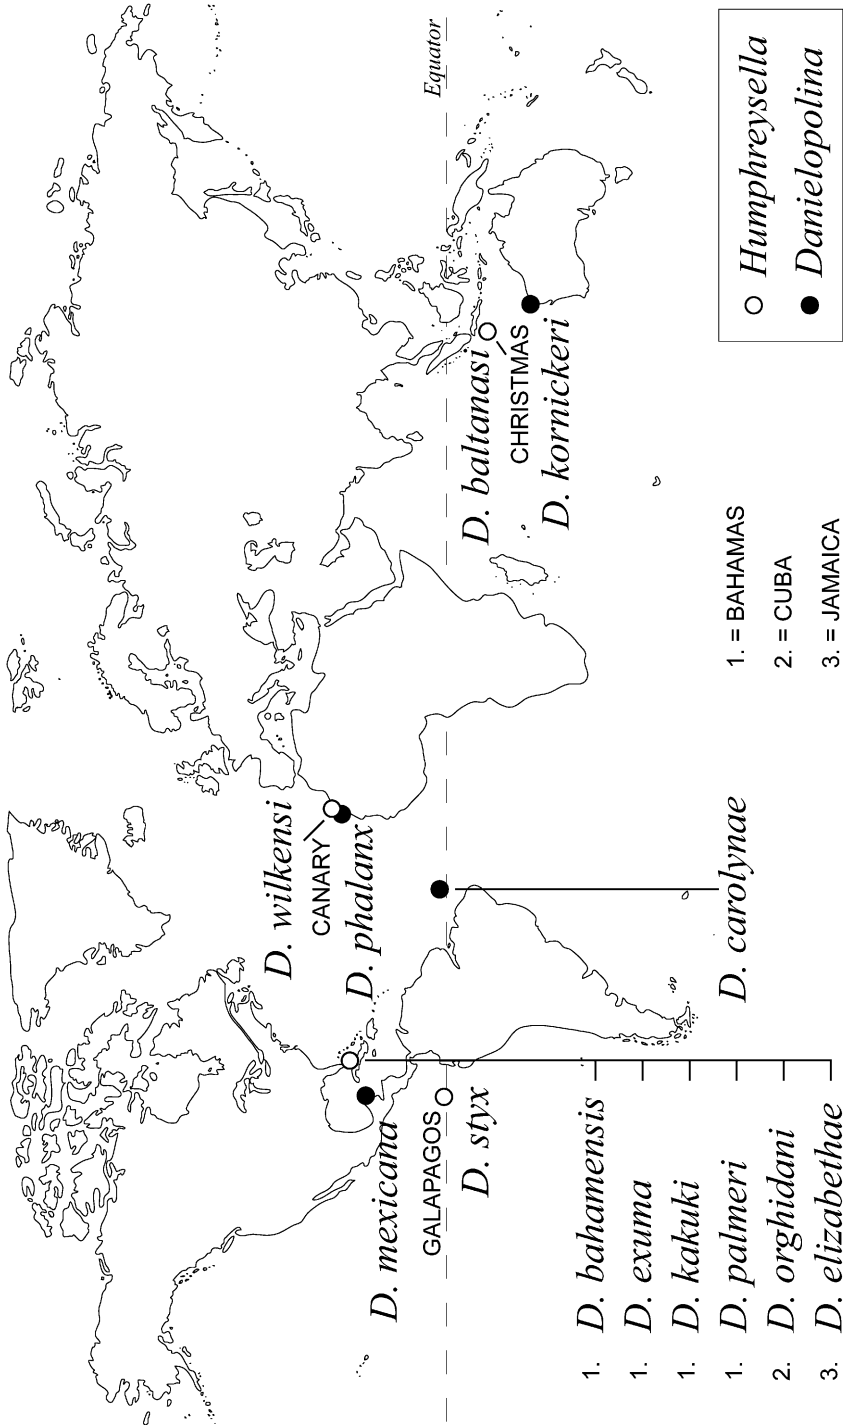 Equator
D. wilkensi
CANARY
D. phalanx
D. mexicana
GALAPAGOS
D. styx
D. carolynae
D. baltanasi
CHRISTMAS
D. kornickeri
1. D. bahamensis
1. D. exuma
1. D. kakuki
1. D. palmeri
2. D. orghidani
3. D. elizabethae
1. = BAHAMAS
2. = CUBA
3. = JAMAICA
Humphreysella
Danielopolina